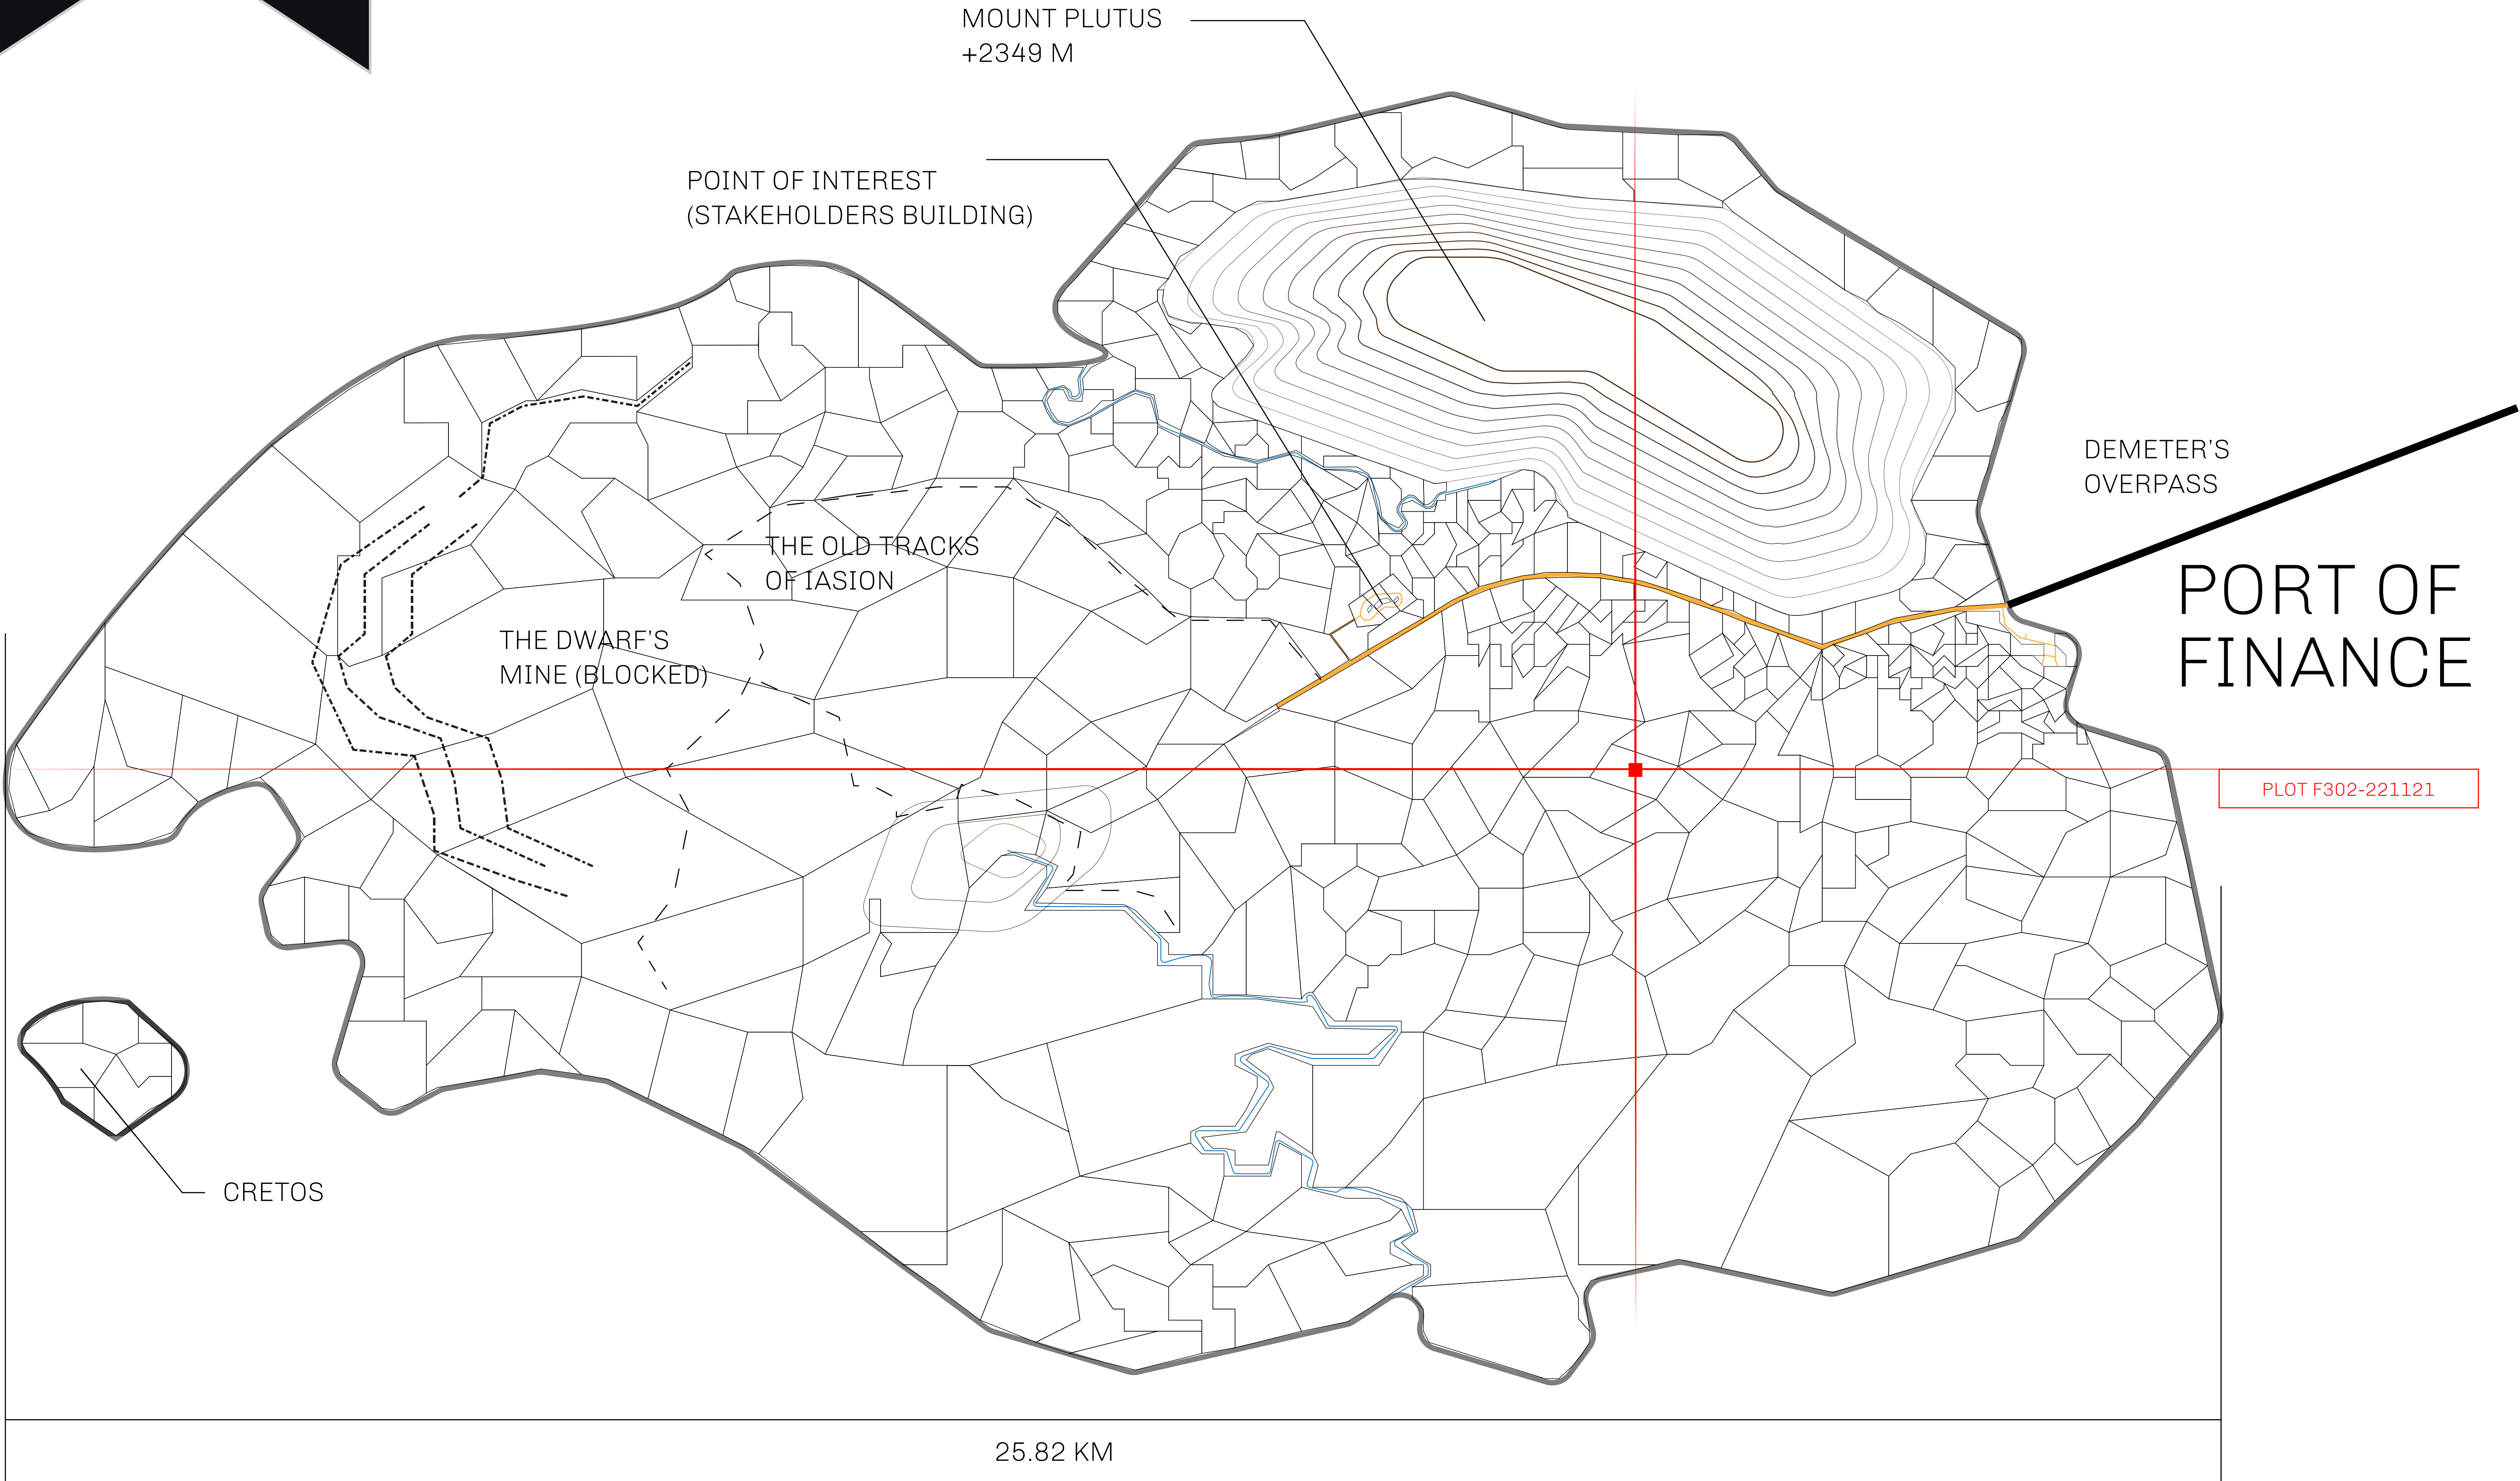 MOUNT PLUTUS
+2349 M
POINT OF INTEREST
(STAKEHOLDERS BUILDING)
DEMETER'S
OVERPASS
PORT OF
FINANCE
THE OLD TRACKS
OF IASION
THE DWARF'S
MINE (BLOCKED)
PLOT F302-221121
CRETOS
25.82 KM